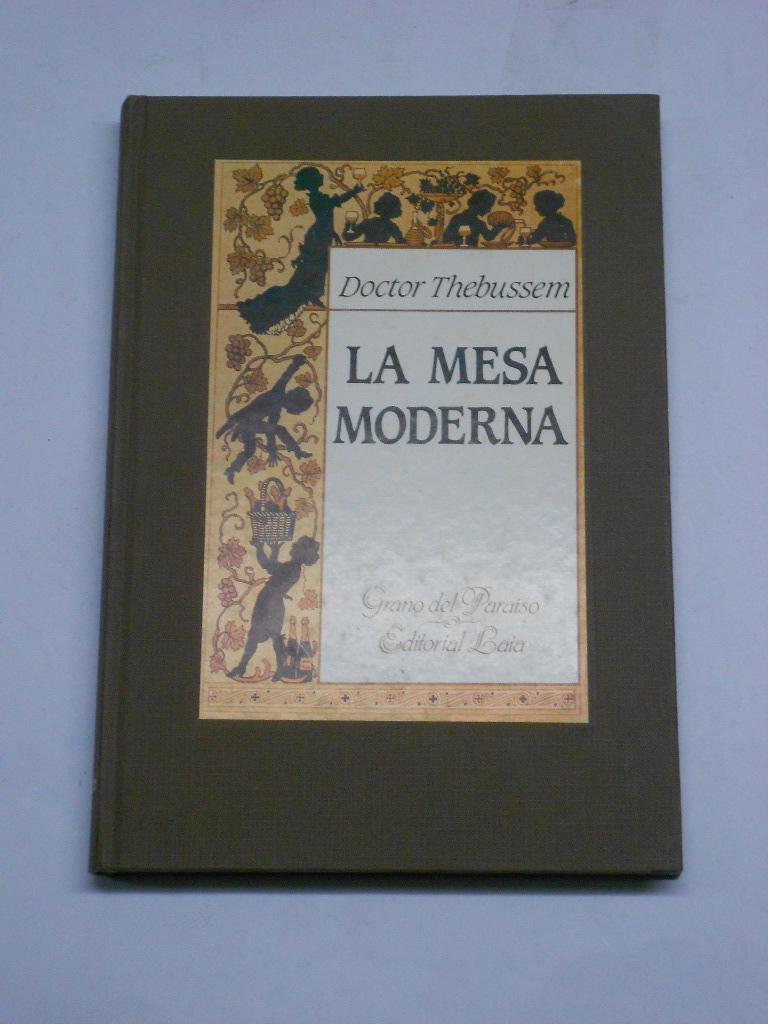 Doctor Thebussem
LA MESA
MODERNA
Grano del Paraíso
Editorial Laia